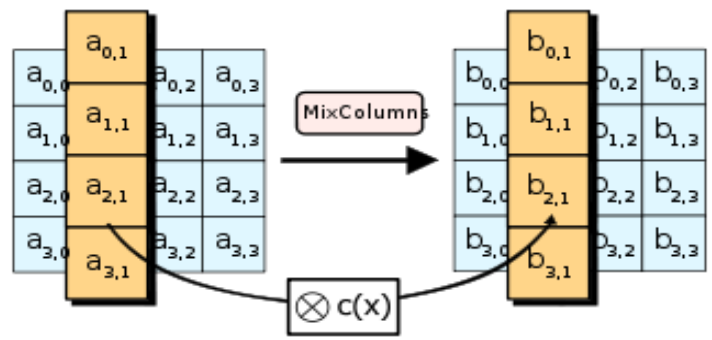 a0,0 a0,1 a0,2 a0,3
a1,0 a1,1 a1,2 a1,3
a2,0 a2,1 a2,2 a2,3
a3,0 a3,1 a3,2 a3,3
MixColumns
b0,0 b0,1 b0,2 b0,3
b1,0 b1,1 b1,2 b1,3
b2,0 b2,1 b2,2 b2,3
b3,0 b3,1 b3,2 b3,3
⊗ c(x)